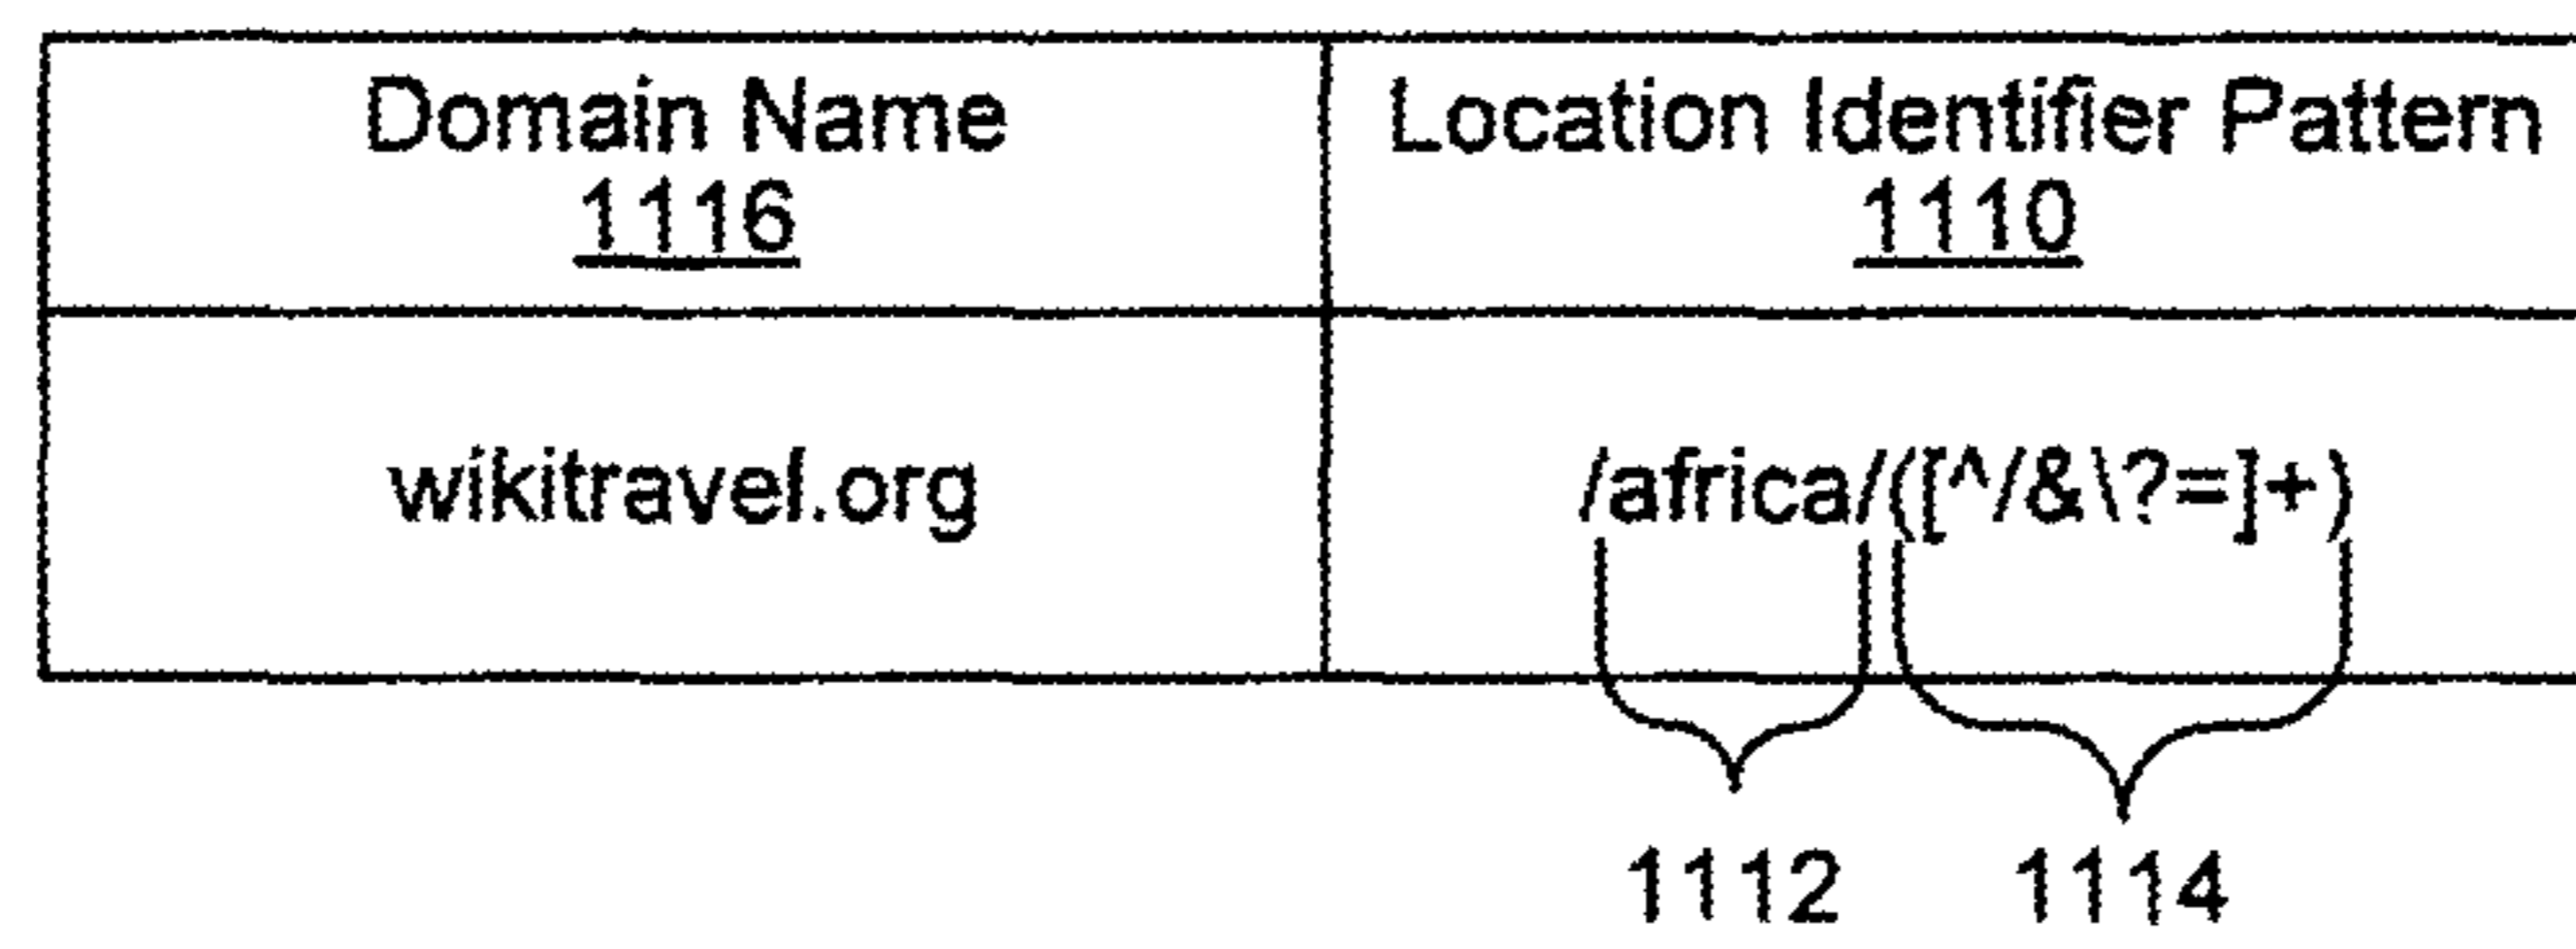 Domain Name
1116
Location Identifier Pattern
1110
wikitravel.org
/africa/([^/&\?=]+)
1112
1114